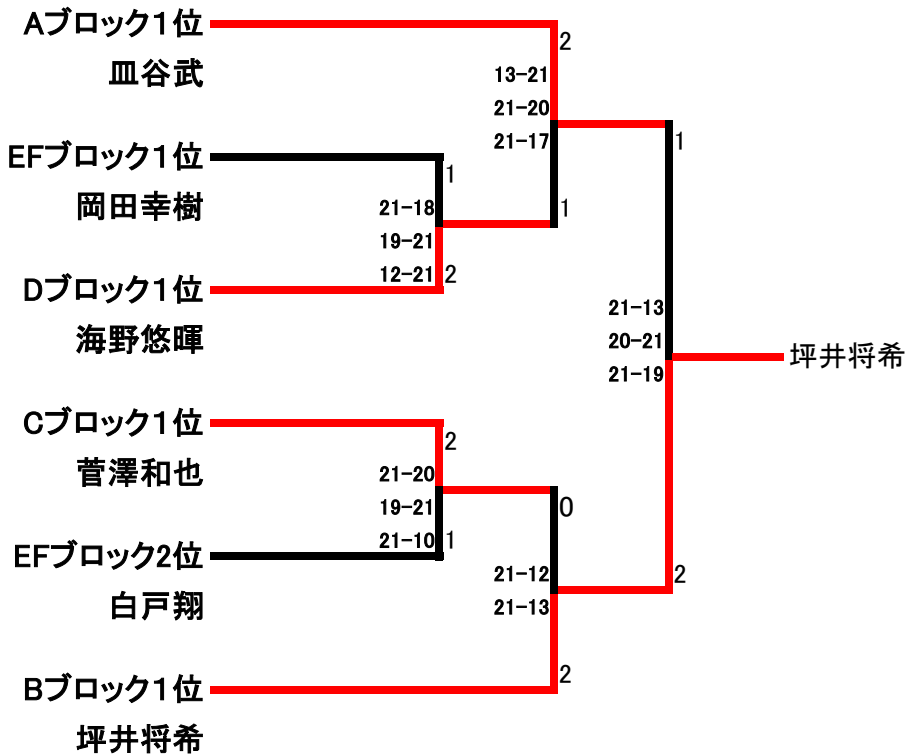 Aブロック1位
2
皿谷武
13-21
21-20
21-17
1
EFブロック1位
1
岡田幸樹
21-18
1
19-21
12-21
2
Dブロック1位
海野悠暉
21-13
20-21
21-19
坪井将希
Cブロック1位
2
菅澤和也
21-20
19-21
0
21-10
1
EFブロック2位
21-12
2
白戸翔
21-13
2
Bブロック1位
坪井将希